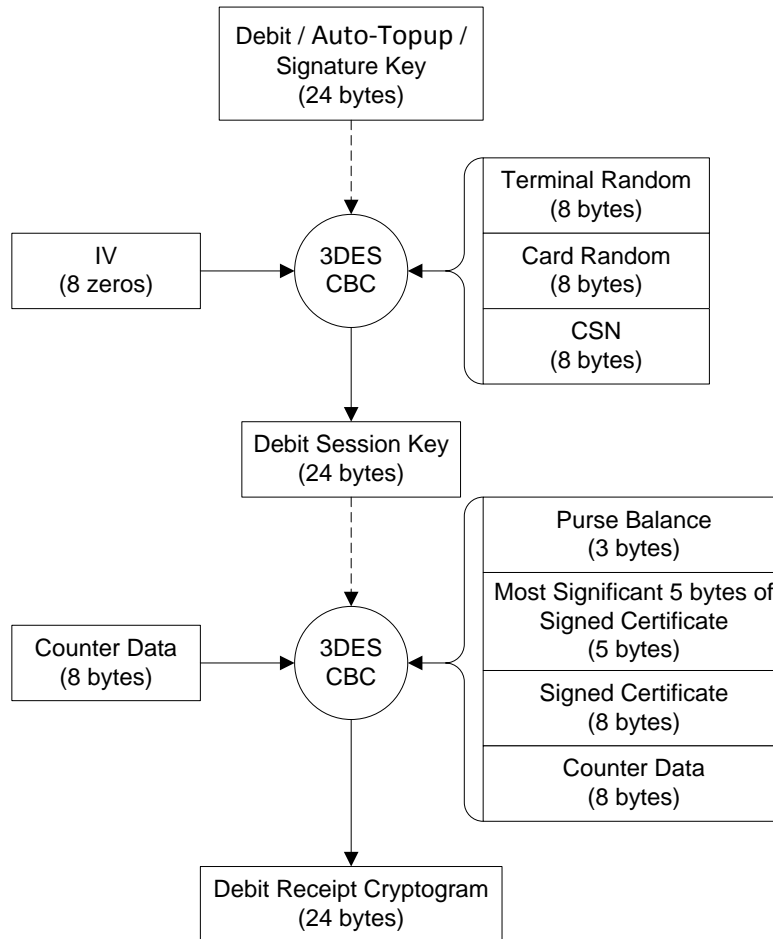 Debit / Auto-Topup /
Signature Key
(24 bytes)
Terminal Random
(8 bytes)
IV
(8 zeros)
3DES
CBC
Card Random
(8 bytes)
CSN
(8 bytes)
Debit Session Key
(24 bytes)
Purse Balance
(3 bytes)
Most Significant 5 bytes of
Signed Certificate
(5 bytes)
Counter Data
(8 bytes)
3DES
CBC
Signed Certificate
(8 bytes)
Counter Data
(8 bytes)
Debit Receipt Cryptogram
(24 bytes)